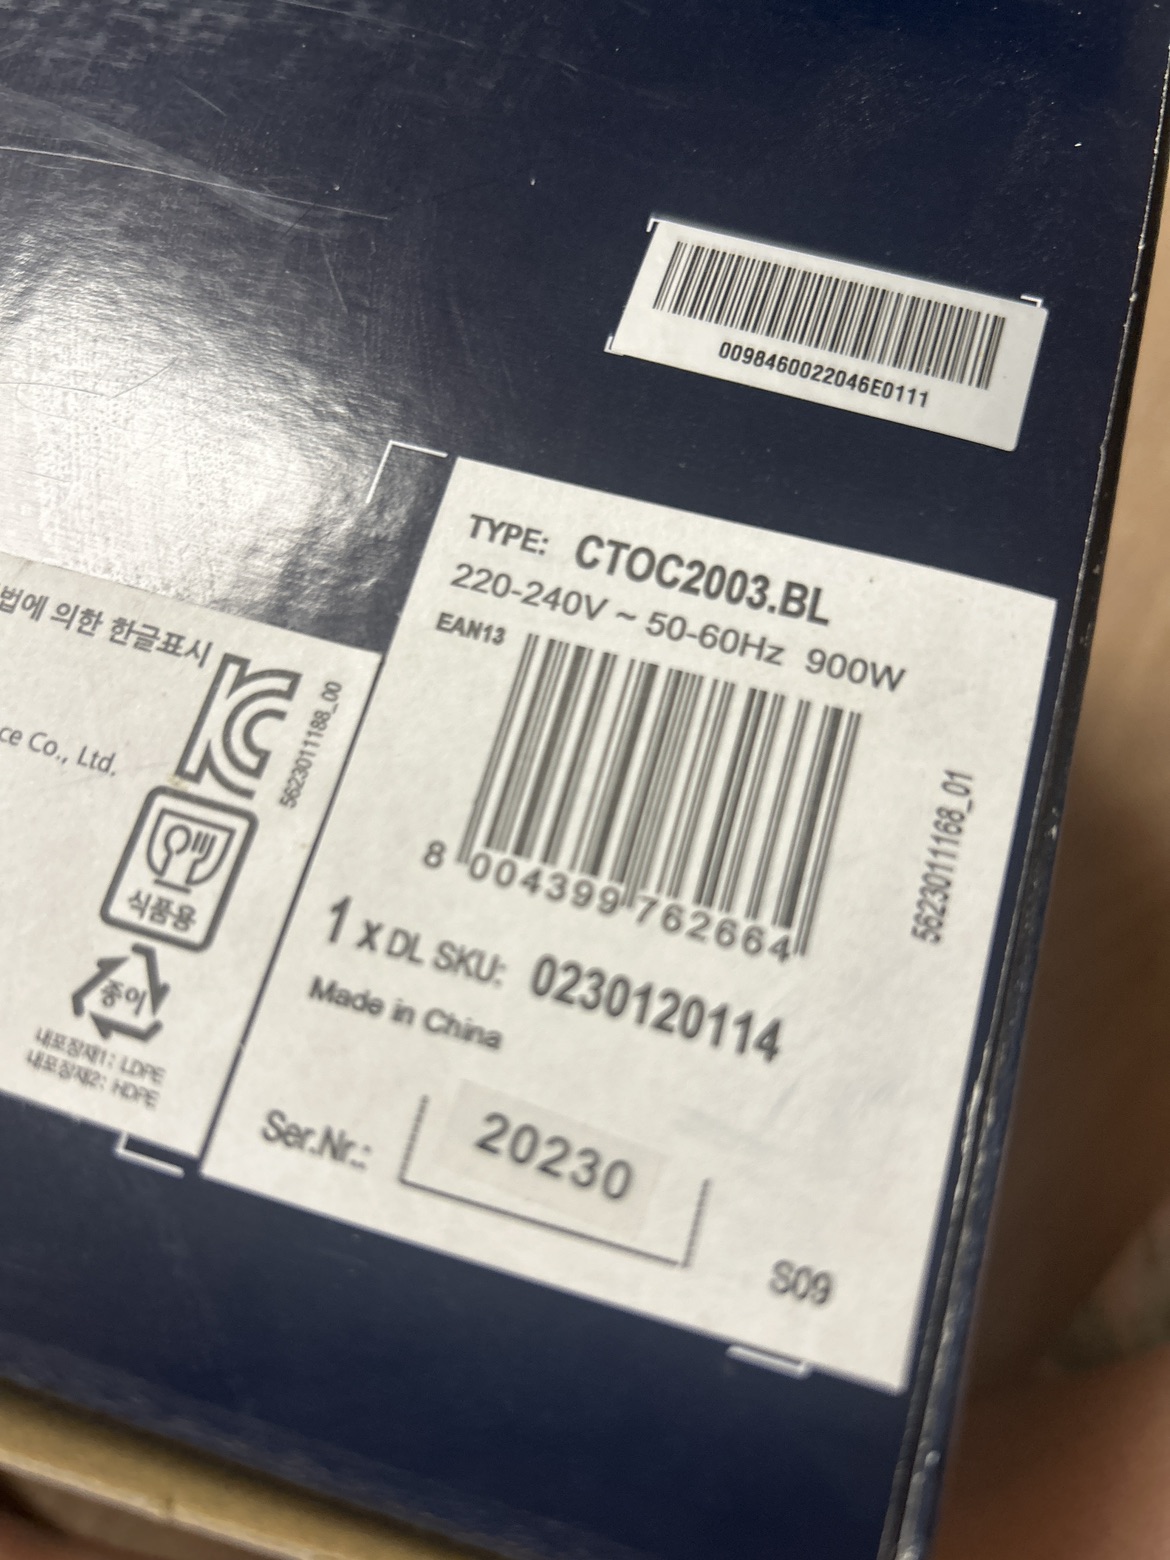 0098460022046E0111
TYPE: CTOC2003.BL
220-240V ~ 50-60Hz 900W
EAN13
8 004399 762664
5623011168_01
1 x DL SKU: 0230120114
Made in China
Ser.Nr.: 20230
S09
법에 의한 한글표시
ce Co., Ltd.
5623011188_00
식품용
종이
내포장재1: LDPE
내포장재2: HDPE